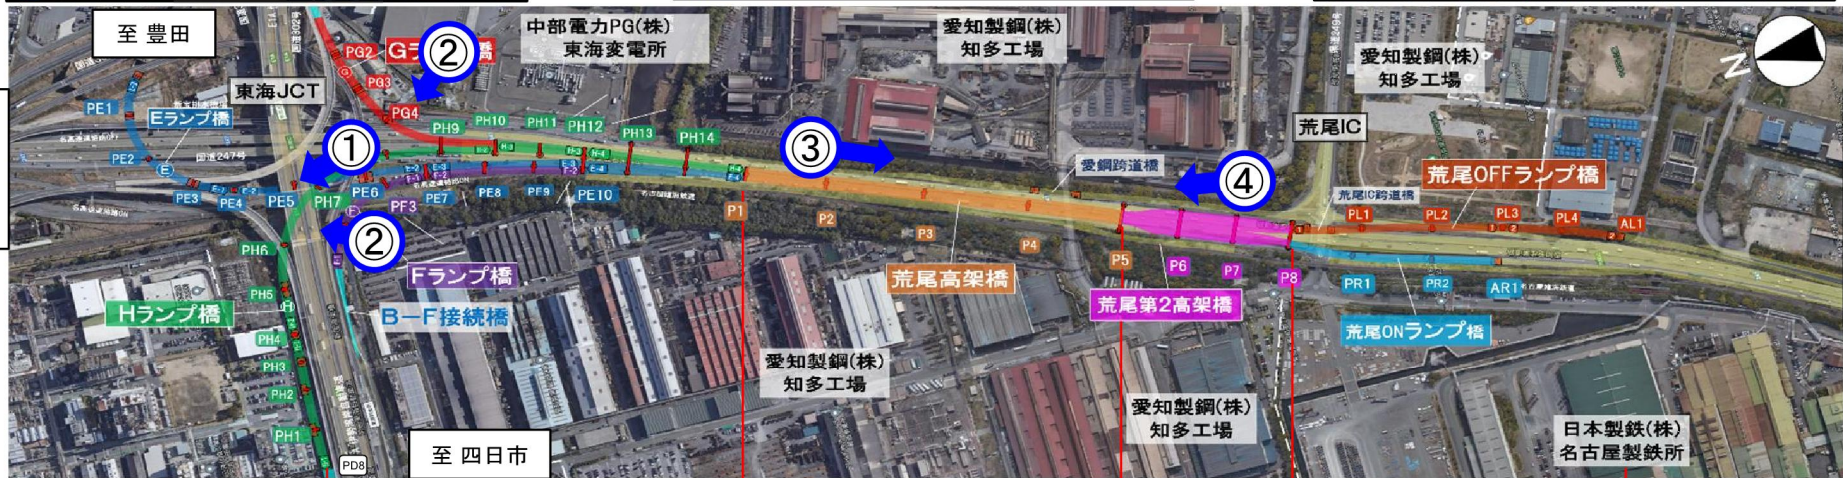 至 豊田
中部電力PG(株)
東海変電所
愛知製鋼(株)
知多工場
愛知製鋼(株)
知多工場
N
東海JCT
Eランプ橋
国道247号
PG2
PG3
PG4
②
PE1
PE2
E
PE3
PE4
PE5
PE6
PE7
PE8
PE9
PE10
PH9
PH10
PH11
PH12
PH13
PH14
①
②
③
④
愛鋼跨道橋
荒尾IC
荒尾IC跨道橋
荒尾OFFランプ橋
PL1
PL2
PL3
PL4
AL1
PH7
PH6
PH5
PH4
PH3
PH2
PH1
PF3
Hランプ橋
Fランプ橋
B－F接続橋
P1
P2
P3
P4
P5
P6
P7
P8
荒尾高架橋
荒尾第2高架橋
PR1
PR2
AR1
荒尾ONランプ橋
愛知製鋼(株)
知多工場
愛知製鋼(株)
知多工場
日本製鉄(株)
名古屋製鉄所
至 四日市
PD8